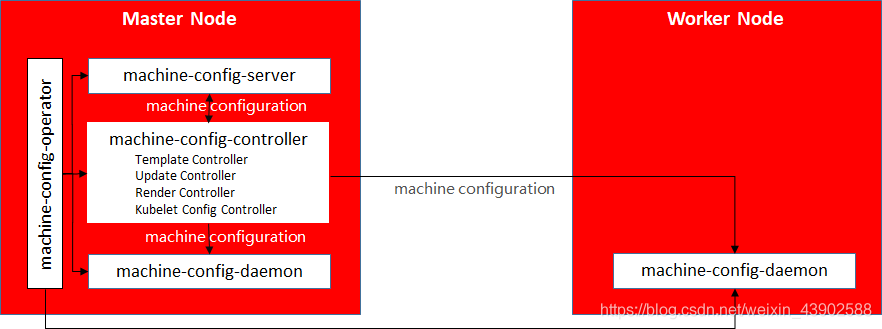 Master Node
Worker Node
machine-config-operator
machine-config-server
machine configuration
machine-config-controller
Template Controller
Update Controller
Render Controller
Kubelet Config Controller
machine configuration
machine configuration
machine-config-daemon
machine-config-daemon
https://blog.csdn.net/weixin_43902588